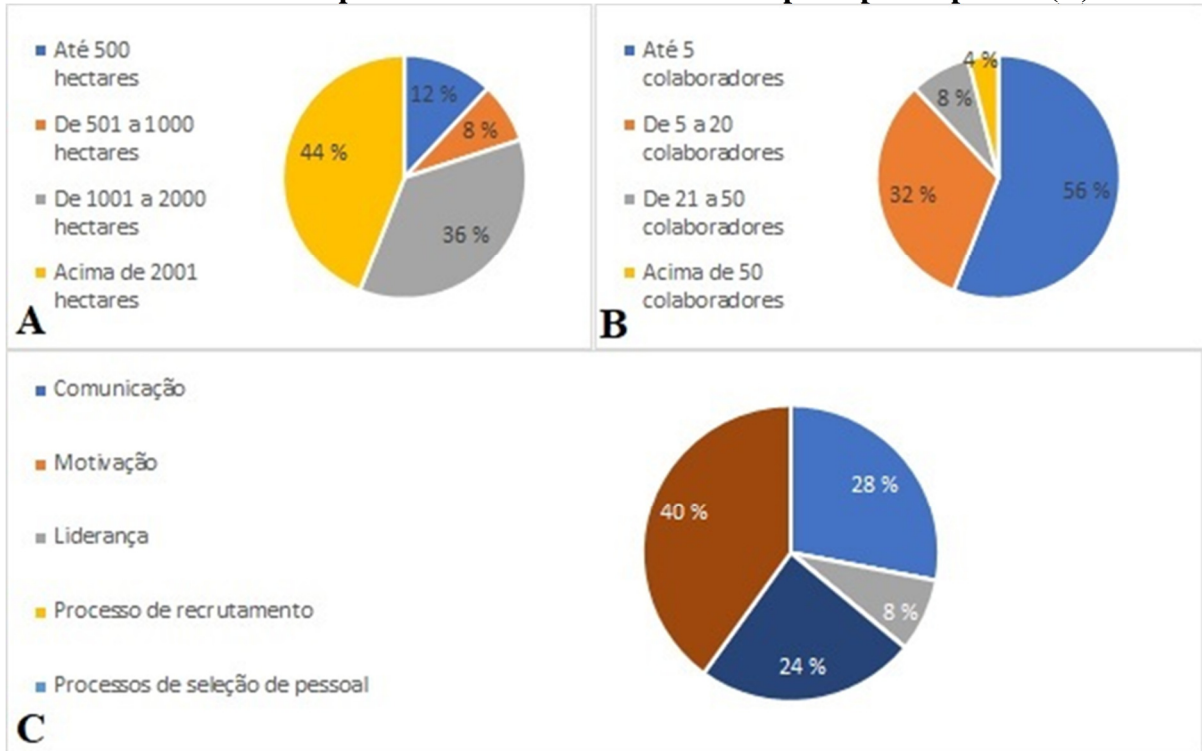 Até 500
hectares
De 501 a 1000
hectares
De 1001 a 2000
hectares
Acima de 2001
hectares
12 %
8 %
36 %
44 %
A
Até 5
colaboradores
De 5 a 20
colaboradores
De 21 a 50
colaboradores
Acima de 50
colaboradores
4 %
8 %
32 %
56 %
B
Comunicação
Motivação
Liderança
Processo de recrutamento
Processos de seleção de pessoal
28 %
8 %
24 %
40 %
C